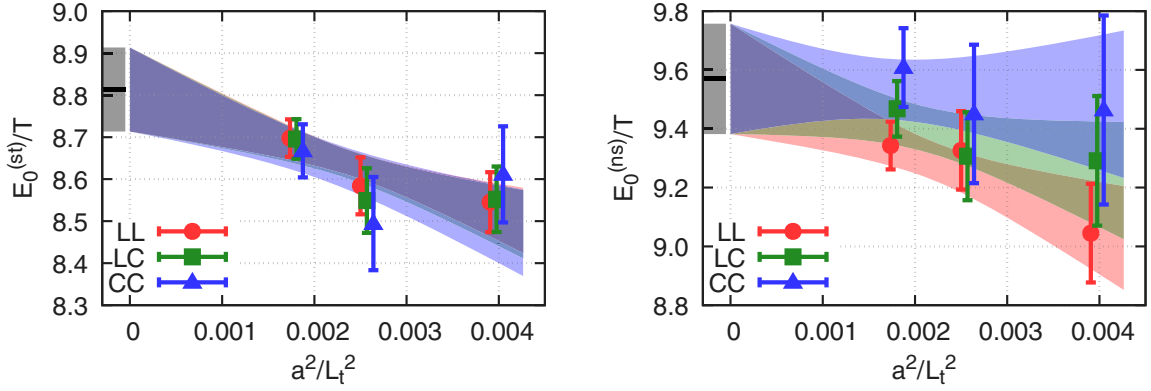 9.0
8.9
8.8
8.7
8.6
8.5
8.4
8.3
E₀⁽ˢᵗ⁾/T
LL
LC
CC
0 0.001 0.002 0.003 0.004
a²/Lₜ²
9.8
9.6
9.4
9.2
9.0
8.8
E₀⁽ⁿˢ⁾/T
LL
LC
CC
0 0.001 0.002 0.003 0.004
a²/Lₜ²